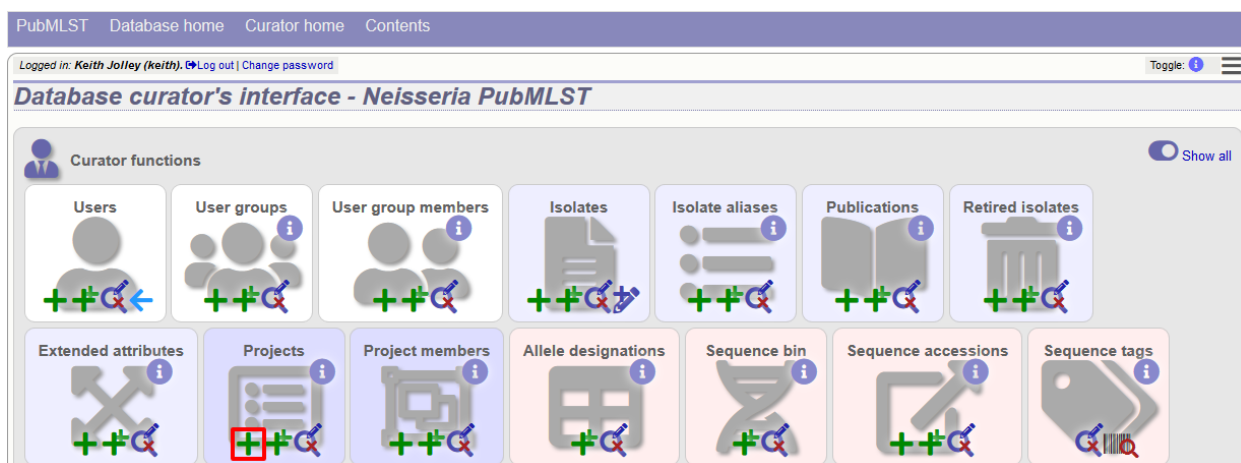 PubMLST Database home Curator home Contents
Logged in: Keith Jolley (keith). Log out | Change password Toggle: i
Database curator's interface - Neisseria PubMLST
Curator functions Show all
Users User groups User group members Isolates Isolate aliases Publications Retired isolates
Extended attributes Projects Project members Allele designations Sequence bin Sequence accessions Sequence tags